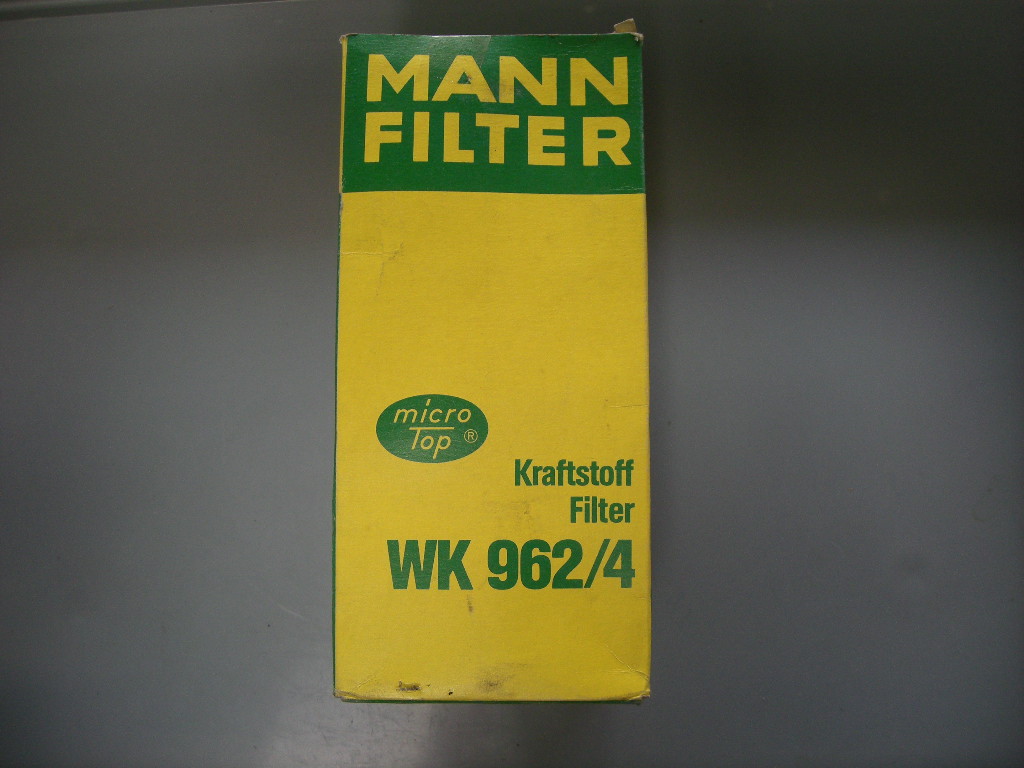 MANN
FILTER
micro
Top ®
Kraftstoff
Filter
WK 962/4